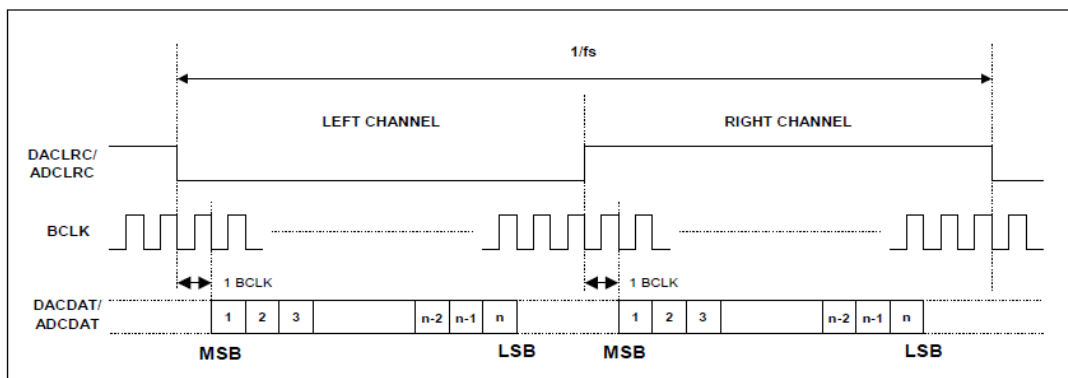 1/fs
LEFT CHANNEL
RIGHT CHANNEL
DACLRC/
ADCLRC
BCLK
1 BCLK
1 BCLK
DACDAT/
ADCDAT
1 2 3 n-2 n-1 n
1 2 3 n-2 n-1 n
MSB
LSB
MSB
LSB